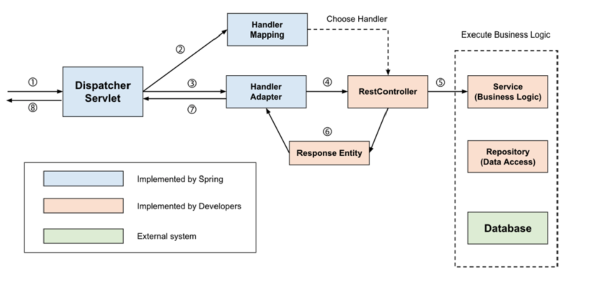 Execute Business Logic
Handler
Mapping
Choose Handler
②
①
⑧
Dispatcher
Servlet
③
⑦
Handler
Adapter
④
RestController
⑤
Service
(Business Logic)
⑥
Response Entity
Repository
(Data Access)
Implemented by Spring
Implemented by Developers
External system
Database